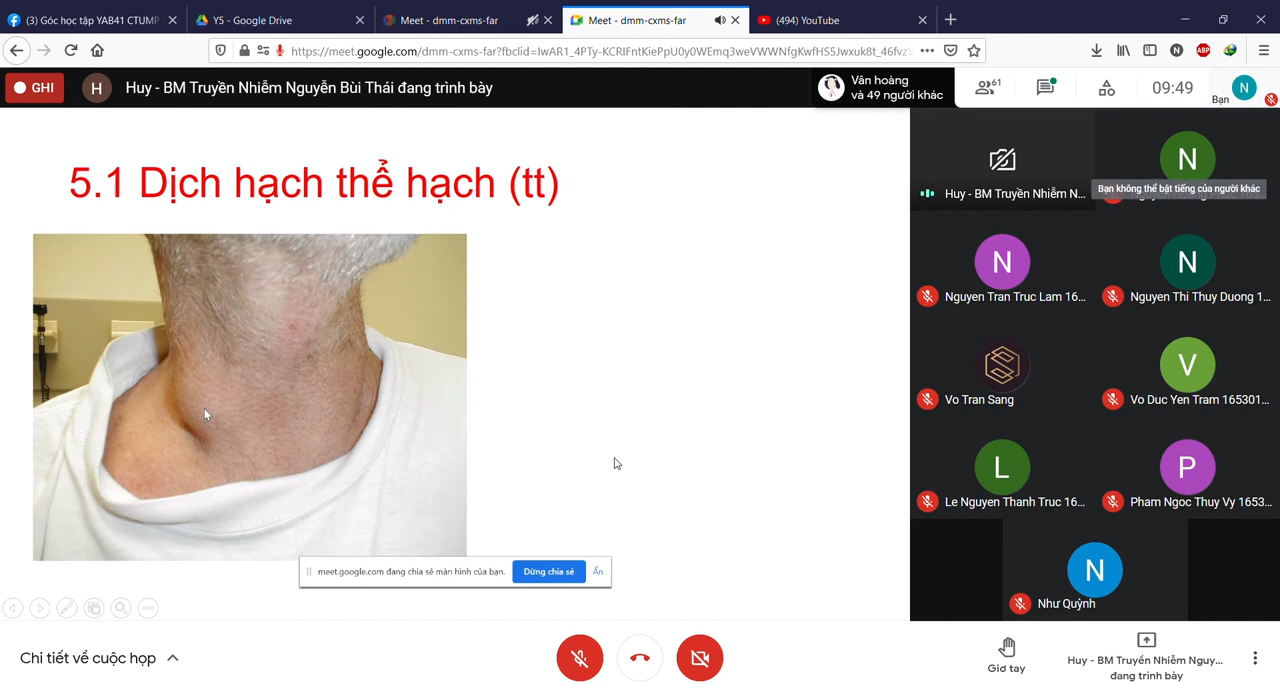 (3) Góc học tập YAB41 CTUMP
Y5 - Google Drive
Meet - dmm-cxms-far
Meet - dmm-cxms-far
(494) YouTube
https://meet.google.com/dmm-cxms-far?fbclid=IwAR1_4PTy-KCRIFntKiePpU0y0WEmq3weVWWNfgKwfHS5Jwxuk8t_46fvz
N
ABP
GHI
H
Huy - BM Truyền Nhiễm Nguyễn Bùi Thái đang trình bày
Vân hoàng
và 49 người khác
61
09:49
Bạn
N
5.1 Dịch hạch thể hạch (tt)
Huy - BM Truyền Nhiễm N...
N
Bạn không thể bật tiếng của người khác
N
Nguyen Tran Truc Lam 16...
N
Nguyen Thi Thuy Duong 1...
Vo Tran Sang
V
Vo Duc Yen Tram 165301...
L
Le Nguyen Thanh Truc 16...
P
Pham Ngoc Thuy Vy 1653...
N
Như Quỳnh
meet.google.com đang chia sẻ màn hình của bạn.
Dừng chia sẻ
Ẩn
Chi tiết về cuộc họp
Giơ tay
Huy - BM Truyền Nhiễm Nguy...
đang trình bày